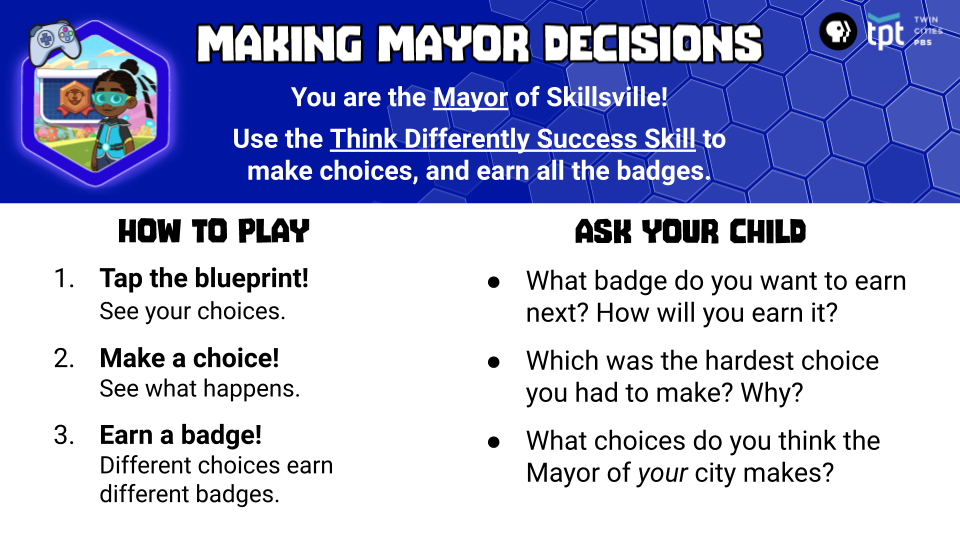 MAKING MAYOR DECISIONS
tpt
TWIN
CITIES
PBS
You are the Mayor of Skillsville!
Use the Think Differently Success Skill to
make choices, and earn all the badges.
HOW TO PLAY
1. Tap the blueprint!
See your choices.
2. Make a choice!
See what happens.
3. Earn a badge!
Different choices earn
different badges.
ASK YOUR CHILD
● What badge do you want to earn
next? How will you earn it?
● Which was the hardest choice
you had to make? Why?
● What choices do you think the
Mayor of your city makes?